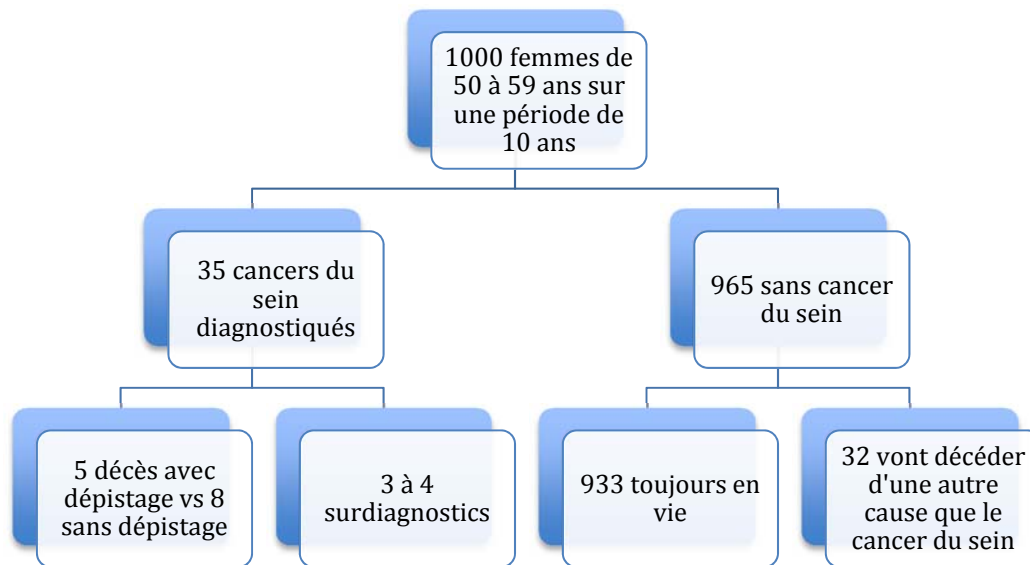 1000 femmes de
50 à 59 ans sur
une période de
10 ans
35 cancers du
sein
diagnostiqués
965 sans cancer
du sein
5 décès avec
dépistage vs 8
sans dépistage
3 à 4
surdiagnostics
933 toujours en
vie
32 vont décéder
d'une autre
cause que le
cancer du sein